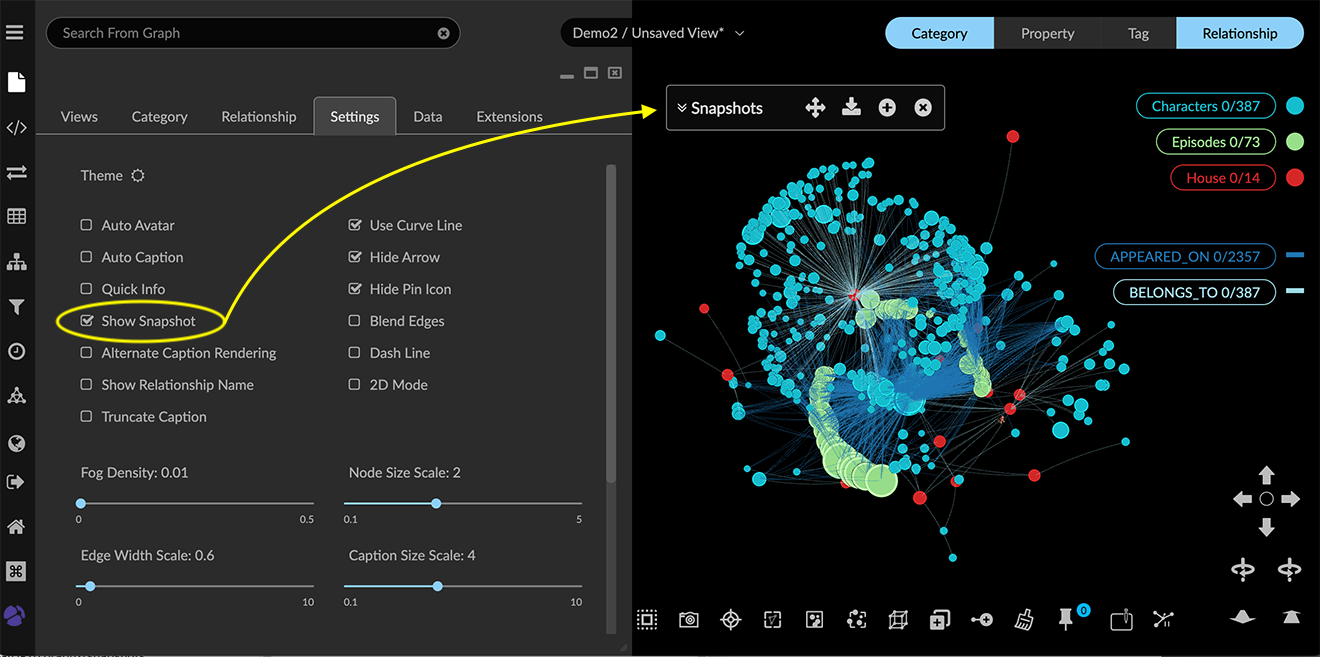 Search From Graph
Demo2 / Unsaved View*
Category Property Tag Relationship
Views Category Relationship Settings Data Extensions
Snapshots
Characters 0/387
Episodes 0/73
House 0/14
APPEARED_ON 0/2357
BELONGS_TO 0/387
Theme
Auto Avatar
Auto Caption
Quick Info
Show Snapshot
Alternate Caption Rendering
Show Relationship Name
Truncate Caption
Use Curve Line
Hide Arrow
Hide Pin Icon
Blend Edges
Dash Line
2D Mode
Fog Density: 0.01
0 0.5
Node Size Scale: 2
0.1 5
Edge Width Scale: 0.6
0 10
Caption Size Scale: 4
0.1 10
0